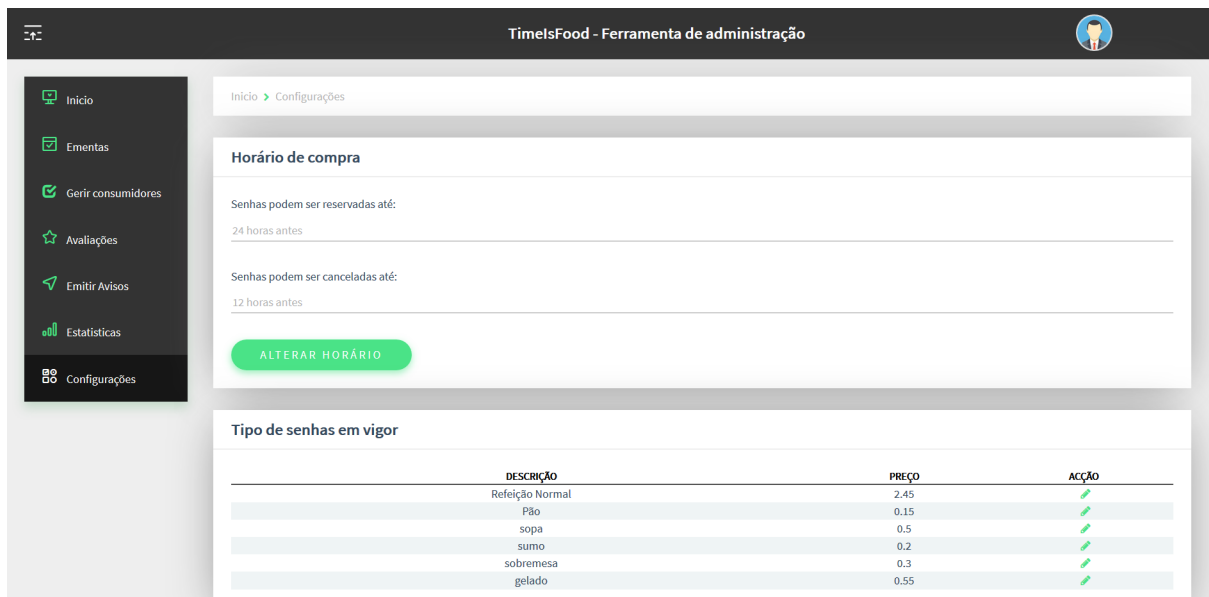 TimeIsFood - Ferramenta de administração
Inicio
Ementas
Gerir consumidores
Avaliações
Emitir Avisos
Estatisticas
Configurações
Inicio > Configurações
Horário de compra
Senhas podem ser reservadas até:
24 horas antes
Senhas podem ser canceladas até:
12 horas antes
ALTERAR HORÁRIO
Tipo de senhas em vigor
DESCRIÇÃO PREÇO ACÇÃO
Refeição Normal 2.45
Pão 0.15
sopa 0.5
sumo 0.2
sobremesa 0.3
gelado 0.55